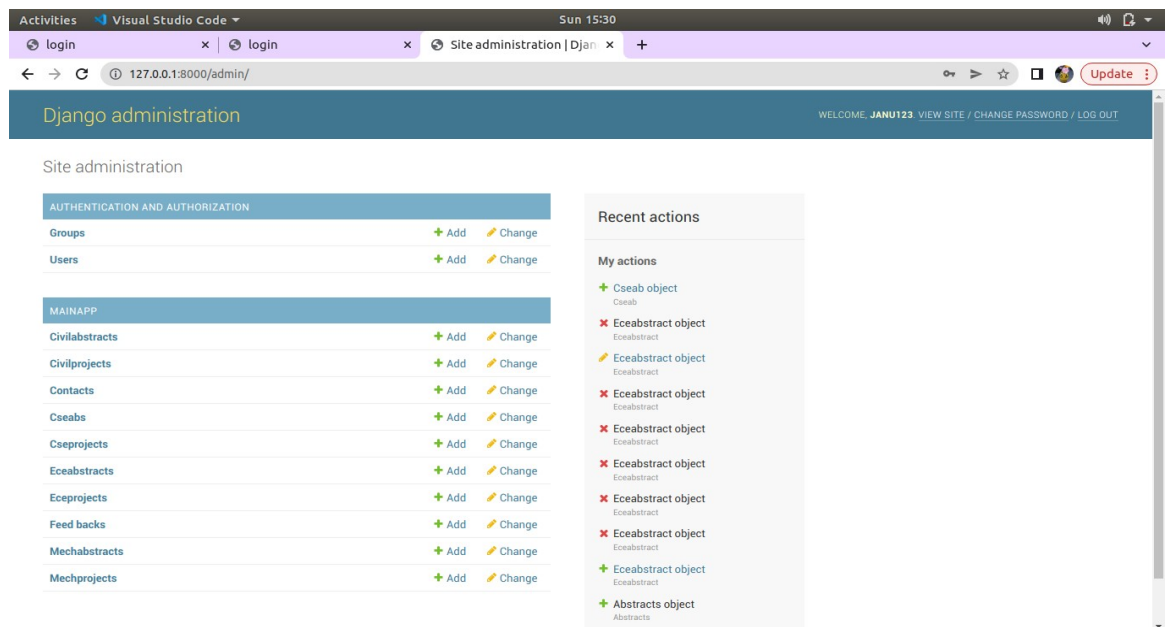 Activities Visual Studio Code Sun 15:30
login login Site administration | Djan
127.0.0.1:8000/admin/ Update
Django administration WELCOME, JANU123. VIEW SITE / CHANGE PASSWORD / LOG OUT
Site administration
AUTHENTICATION AND AUTHORIZATION
Groups Add Change
Users Add Change
MAINAPP
Civilabstracts Add Change
Civilprojects Add Change
Contacts Add Change
Cseabs Add Change
Cseprojects Add Change
Eceabstracts Add Change
Eceprojects Add Change
Feed backs Add Change
Mechabstracts Add Change
Mechprojects Add Change
Recent actions
My actions
Cseab object
Cseab
Eceabstract object
Eceabstract
Eceabstract object
Eceabstract
Eceabstract object
Eceabstract
Eceabstract object
Eceabstract
Eceabstract object
Eceabstract
Eceabstract object
Eceabstract
Eceabstract object
Eceabstract
Eceabstract object
Eceabstract
Abstracts object
Abstracts